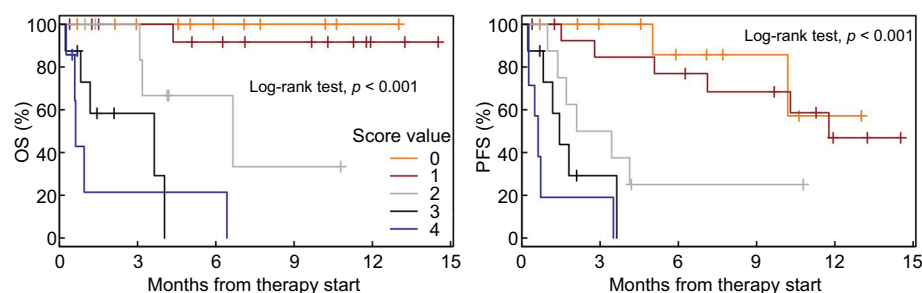 100
80
60
40
20
0
OS (%)
Log-rank test, p < 0.001
Score value
0
1
2
3
4
0 3 6 9 12 15
Months from therapy start
100
80
60
40
20
0
PFS (%)
Log-rank test, p < 0.001
0 3 6 9 12 15
Months from therapy start